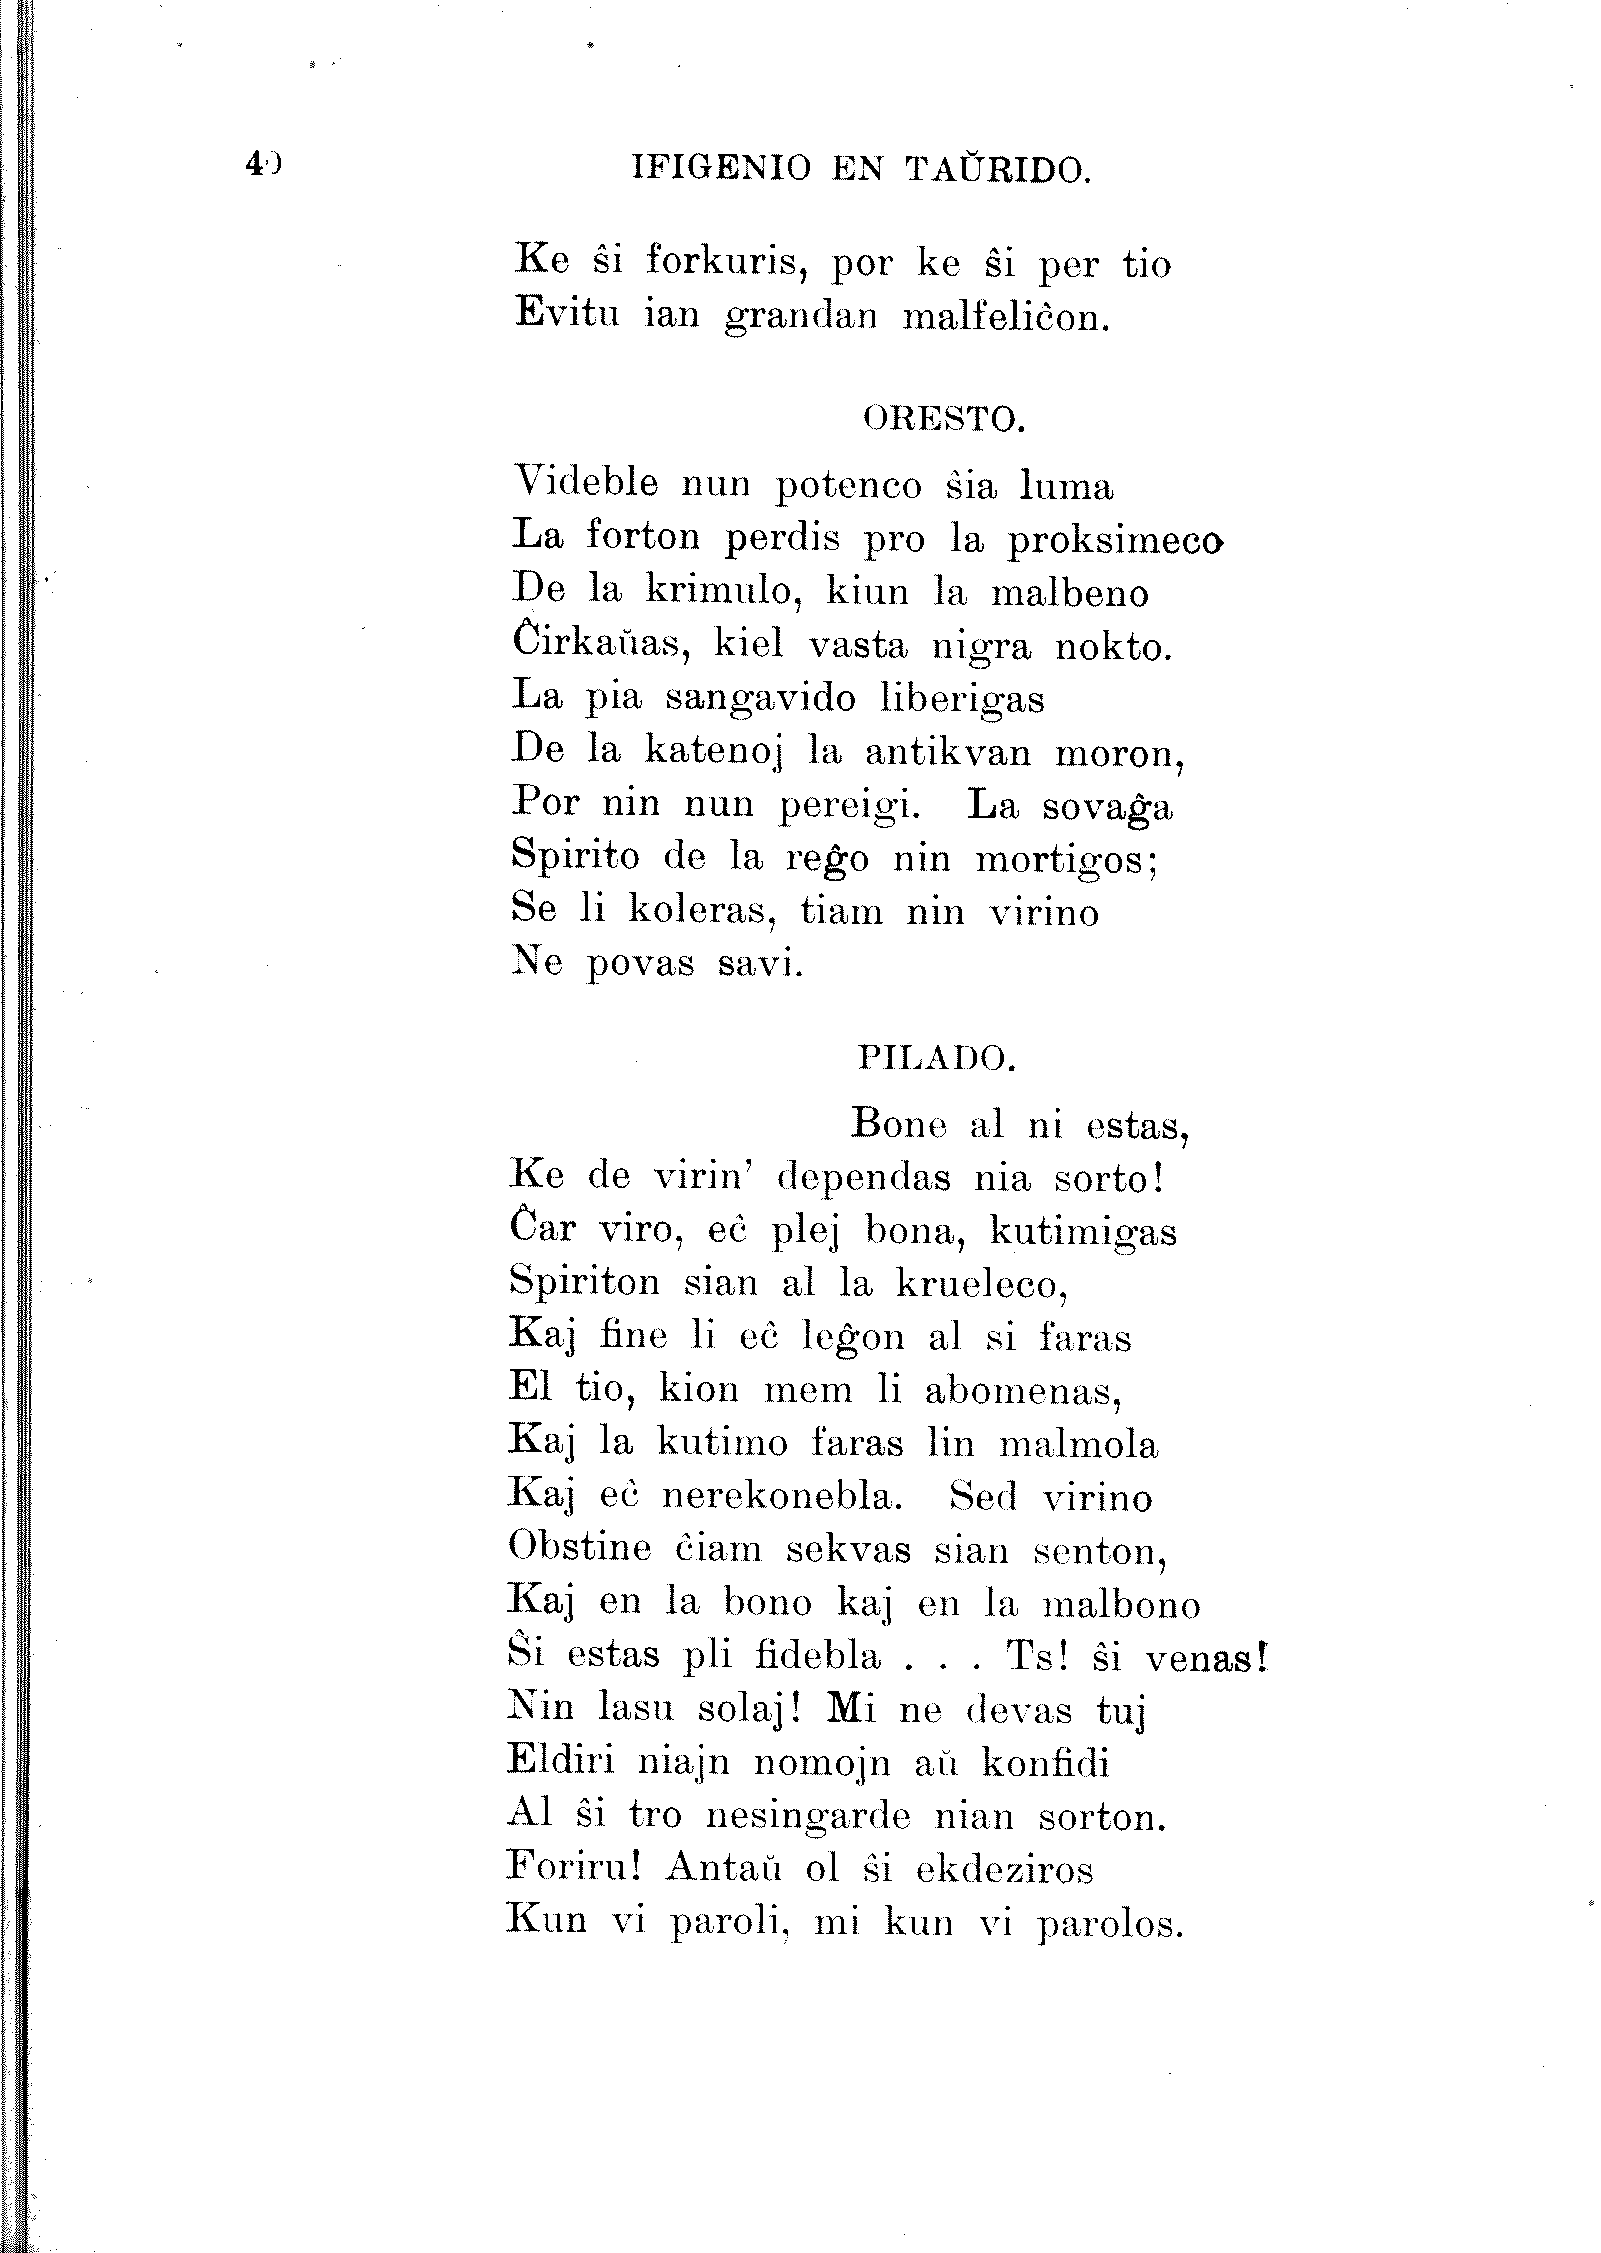 40
IFIGENIO EN TAŬRIDO.
Ke ŝi forkuris, por ke ŝi per tio
Evitu ian grandan malfeliĉon.
ORESTO.
Videble nun potenco ŝia luma
La forton perdis pro la proksimeco
De la krimulo, kiun la malbeno
Ĉirkaŭas, kiel vasta nigra nokto.
La pia sangavido liberigas
De la katenoj la antikvan moron,
Por nin nun pereigi. La sovaĝa
Spirito de la reĝo nin mortigos;
Se li koleras, tiam nin virino
Ne povas savi.
PILADO.
Bone al ni estas,
Ke de virin’ dependas nia sorto!
Ĉar viro, eĉ plej bona, kutimigas
Spiriton sian al la krueleco,
Kaj fine li eĉ leĝon al si faras
El tio, kion mem li abomenas,
Kaj la kutimo faras lin malmola
Kaj eĉ nerekonebla. Sed virino
Obstine ĉiam sekvas sian senton,
Kaj en la bono kaj en la malbono
Ŝi estas pli fidebla . . . Ts! ŝi venas!
Nin lasu solaj! Mi ne devas tuj
Eldiri niajn nomojn aŭ konfidi
Al ŝi tro nesingarde nian sorton.
Foriru! Antaŭ ol ŝi ekdeziros
Kun vi paroli, mi kun vi parolos.